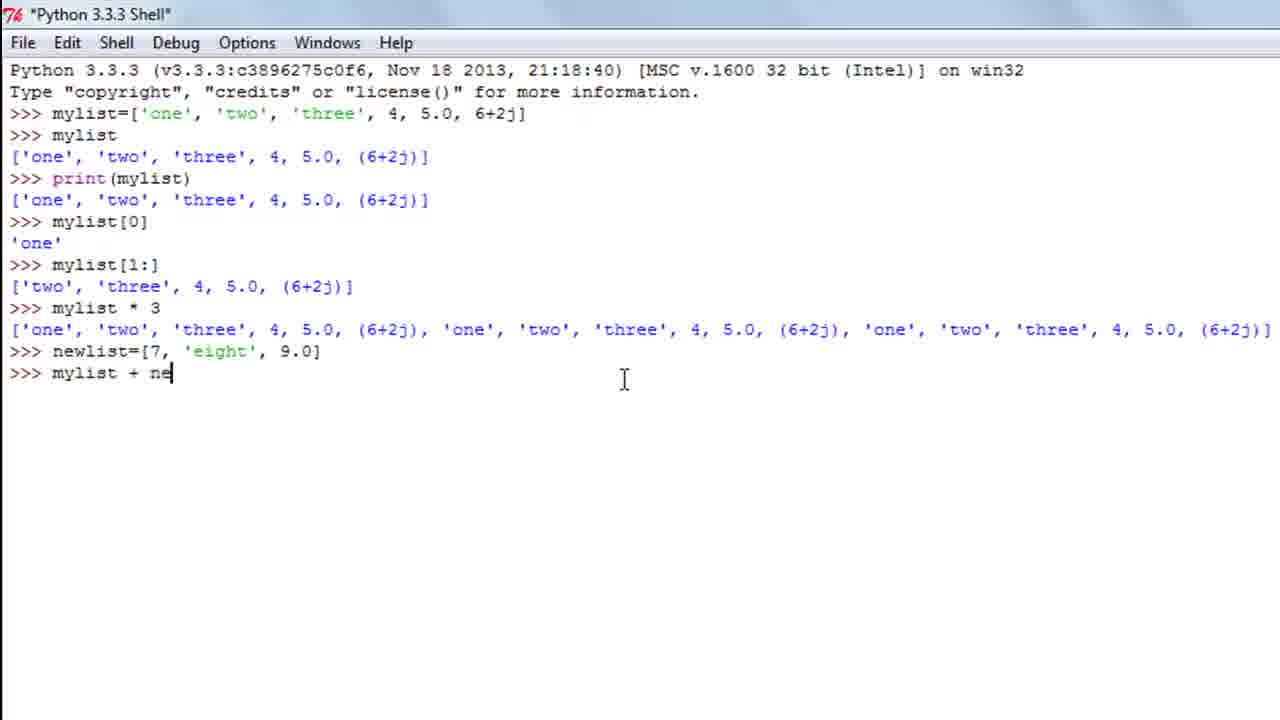 *Python 3.3.3 Shell*
File Edit Shell Debug Options Windows Help
Python 3.3.3 (v3.3.3:c3896275c0f6, Nov 18 2013, 21:18:40) [MSC v.1600 32 bit (Intel)] on win32
Type "copyright", "credits" or "license()" for more information.
>>> mylist=['one', 'two', 'three', 4, 5.0, 6+2j]
>>> mylist
['one', 'two', 'three', 4, 5.0, (6+2j)]
>>> print(mylist)
['one', 'two', 'three', 4, 5.0, (6+2j)]
>>> mylist[0]
'one'
>>> mylist[1:]
['two', 'three', 4, 5.0, (6+2j)]
>>> mylist * 3
['one', 'two', 'three', 4, 5.0, (6+2j), 'one', 'two', 'three', 4, 5.0, (6+2j), 'one', 'two', 'three', 4, 5.0, (6+2j)]
>>> newlist=[7, 'eight', 9.0]
>>> mylist + ne